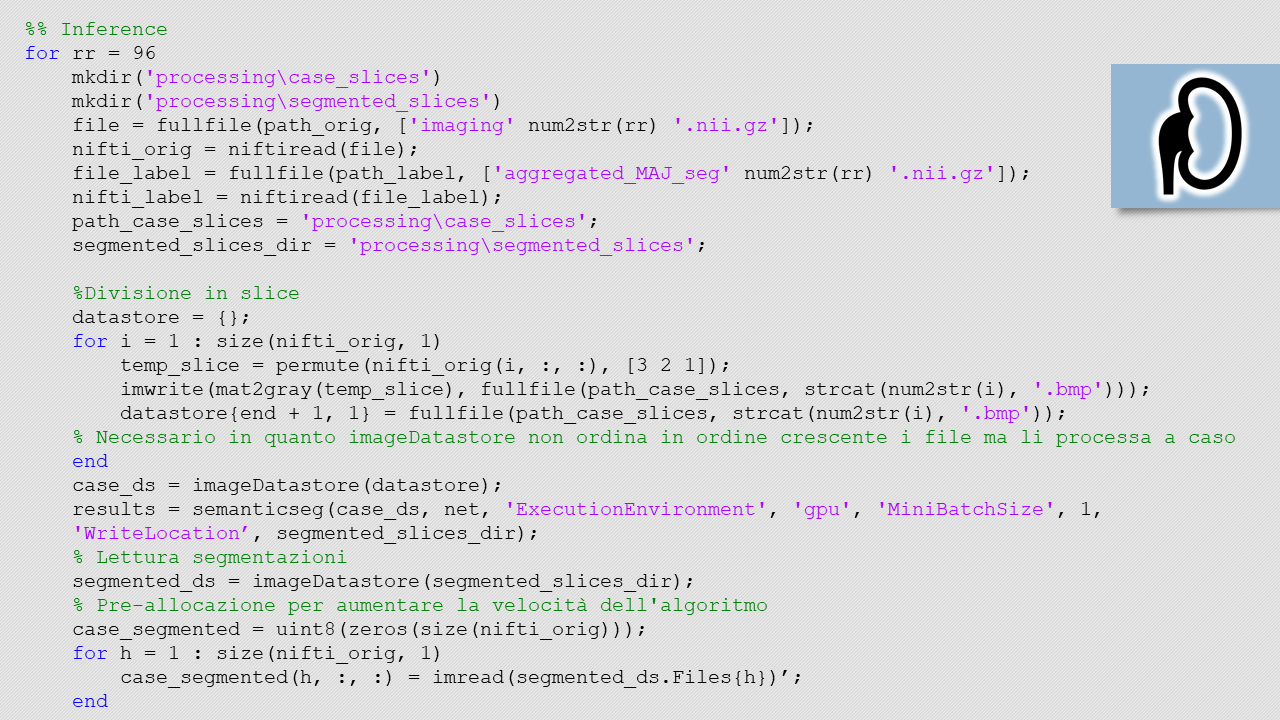 %% Inference
for rr = 96
mkdir('processing\case_slices')
mkdir('processing\segmented_slices')
file = fullfile(path_orig, ['imaging' num2str(rr) '.nii.gz']);
nifti_orig = niftiread(file);
file_label = fullfile(path_label, ['aggregated_MAJ_seg' num2str(rr) '.nii.gz']);
nifti_label = niftiread(file_label);
path_case_slices = 'processing\case_slices';
segmented_slices_dir = 'processing\segmented_slices';
%Divisione in slice
datastore = {};
for i = 1 : size(nifti_orig, 1)
temp_slice = permute(nifti_orig(i, :, :), [3 2 1]);
imwrite(mat2gray(temp_slice), fullfile(path_case_slices, strcat(num2str(i), '.bmp')));
datastore{end + 1, 1} = fullfile(path_case_slices, strcat(num2str(i), '.bmp'));
% Necessario in quanto imageDatastore non ordina in ordine crescente i file ma li processa a caso
end
case_ds = imageDatastore(datastore);
results = semanticseg(case_ds, net, 'ExecutionEnvironment', 'gpu', 'MiniBatchSize', 1,
'WriteLocation’, segmented_slices_dir);
% Lettura segmentazioni
segmented_ds = imageDatastore(segmented_slices_dir);
% Pre-allocazione per aumentare la velocità dell'algoritmo
case_segmented = uint8(zeros(size(nifti_orig)));
for h = 1 : size(nifti_orig, 1)
case_segmented(h, :, :) = imread(segmented_ds.Files{h})’;
end